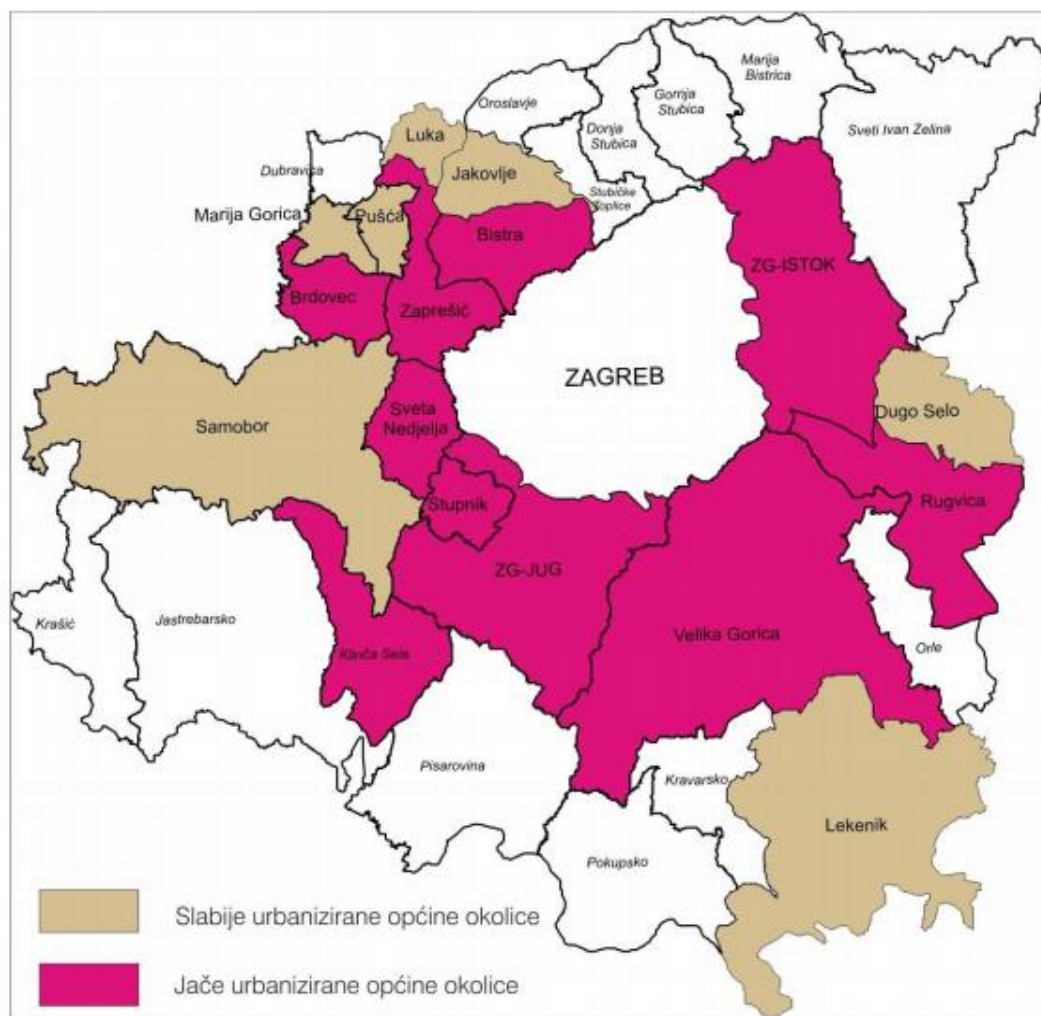 Marija
Bistrica
Gornja
Stubica
Oroslavje
Donja
Stubica
Sveti Ivan Zelina
Luka
Dubravica
Jakovlje
Stubičke
Toplice
Marija Gorica
Pušća
Bistra
ZG-ISTOK
Brdovec
Zaprešić
ZAGREB
Sveta
Nedjelja
Dugo Selo
Samobor
Stupnik
Rugvica
ZG-JUG
Krašić
Jastrebarsko
Klinča Sela
Velika Gorica
Orle
Pisarovina
Kravarsko
Lekenik
Pokupsko
Slabije urbanizirane općine okolice
Jače urbanizirane općine okolice